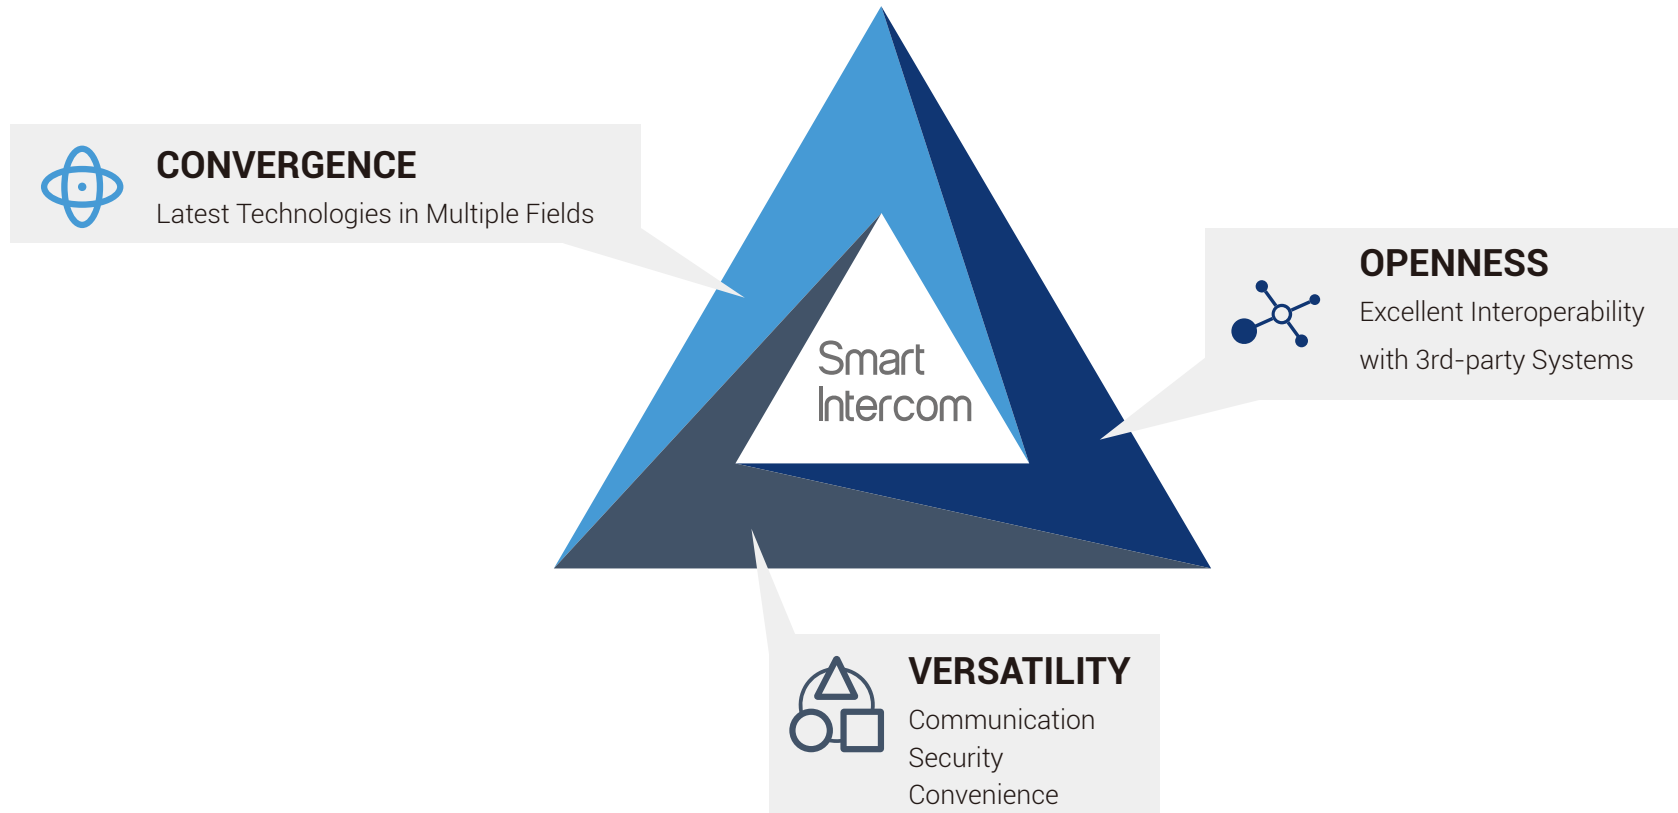 CONVERGENCE
Latest Technologies in Multiple Fields
OPENNESS
Excellent Interoperability
with 3rd-party Systems
Smart
Intercom
VERSATILITY
Communication
Security
Convenience